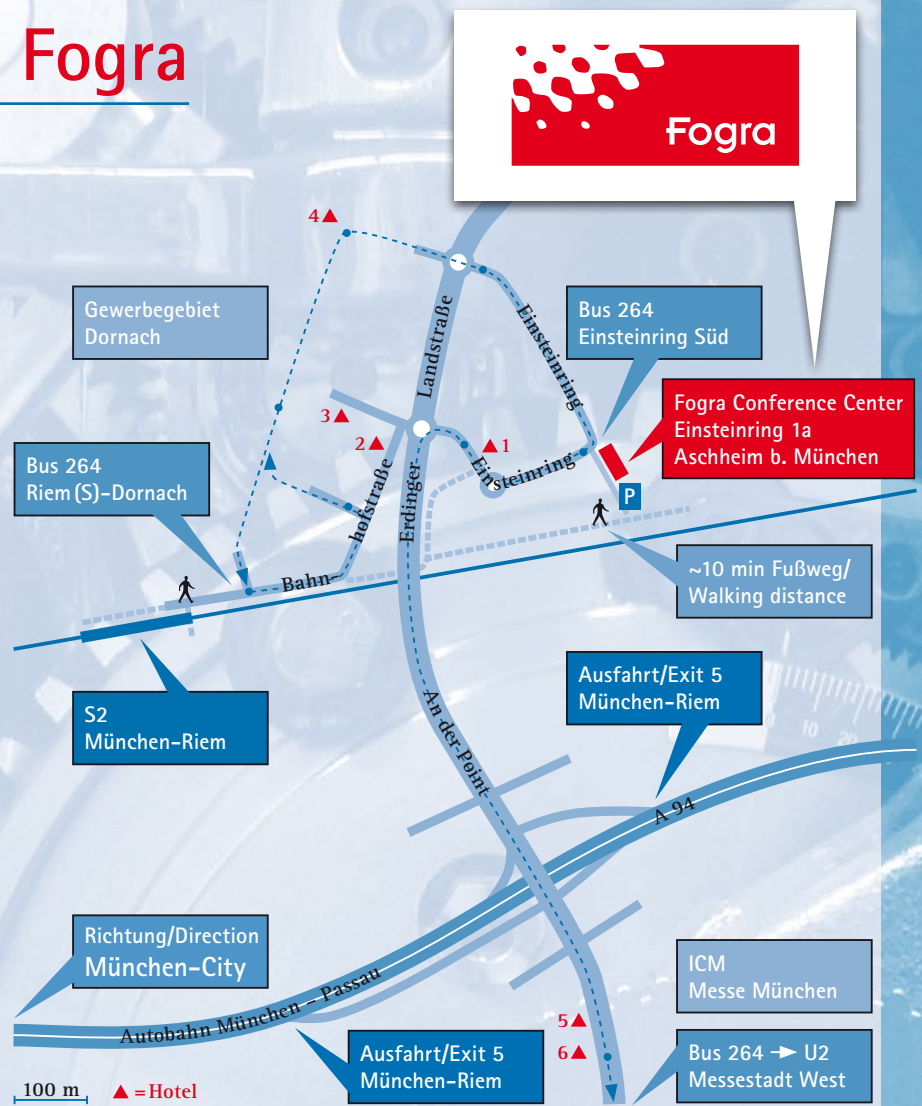 Fogra
Fogra
4
Gewerbegebiet
Dornach
Landstraße
Einsteinring
Bus 264
Einsteinring Süd
Fogra Conference Center
Einsteinring 1a
Aschheim b. München
3
2
1
Bus 264
Riem (S)-Dornach
hofstraße
Erdinger
Einsteinring
P
Bahn-
~10 min Fußweg/
Walking distance
S2
München-Riem
Ausfahrt/Exit 5
München-Riem
10
20
An der Point
A 94
Richtung/Direction
München-City
Autobahn München – Passau
ICM
Messe München
5
6
Ausfahrt/Exit 5
München-Riem
Bus 264 → U2
Messestadt West
100 m
▲ = Hotel